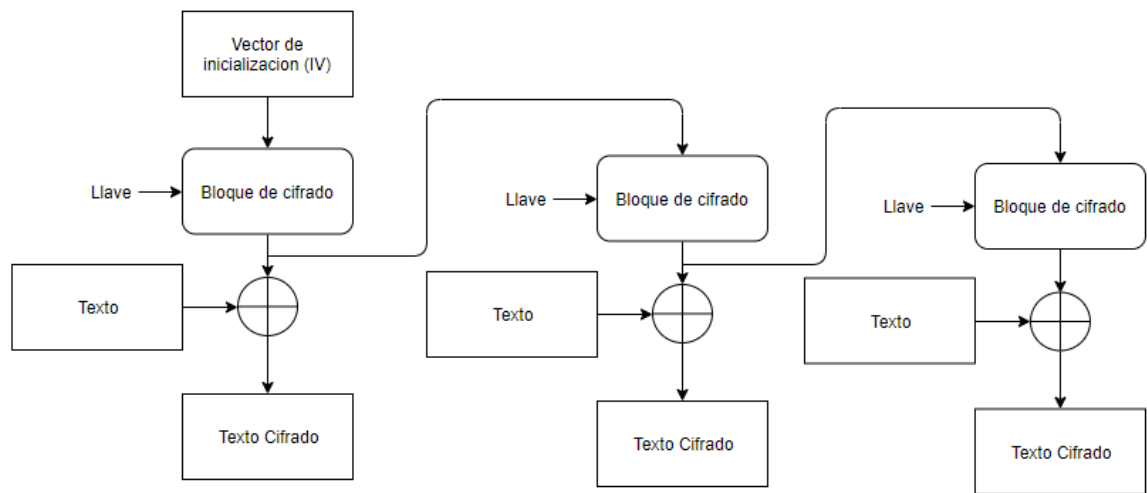 Vector de
inicializacion (IV)
Llave
Bloque de cifrado
Llave
Bloque de cifrado
Llave
Bloque de cifrado
Texto
Texto
Texto
Texto Cifrado
Texto Cifrado
Texto Cifrado